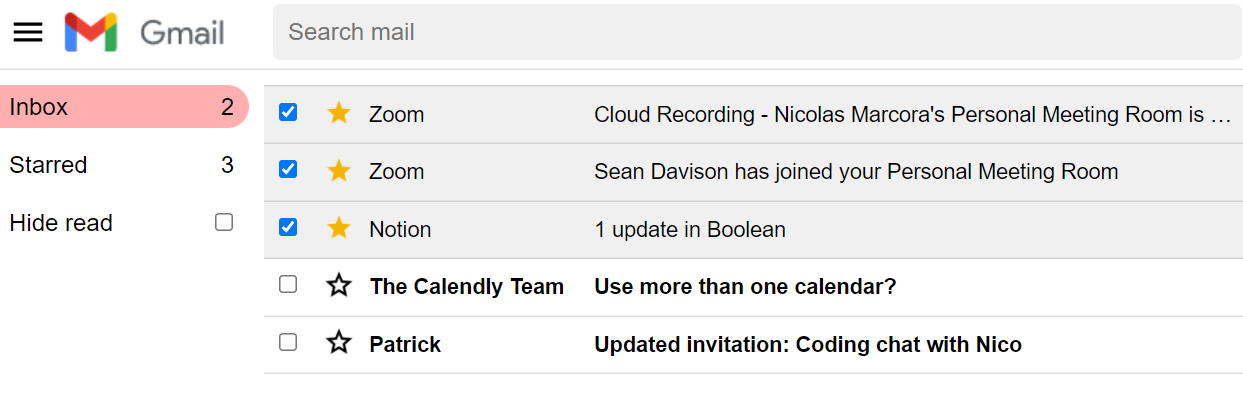 Gmail Search mail
Inbox 2
Starred 3
Hide read
Zoom Cloud Recording - Nicolas Marcora's Personal Meeting Room is …
Zoom Sean Davison has joined your Personal Meeting Room
Notion 1 update in Boolean
The Calendly Team Use more than one calendar?
Patrick Updated invitation: Coding chat with Nico